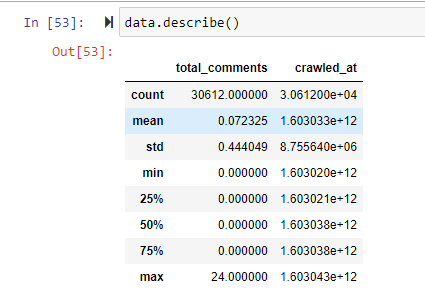 In [53]: data.describe()
Out[53]:
total_comments crawled_at
count 30612.000000 3.061200e+04
mean 0.072325 1.603033e+12
std 0.444049 8.755640e+06
min 0.000000 1.603020e+12
25% 0.000000 1.603021e+12
50% 0.000000 1.603038e+12
75% 0.000000 1.603038e+12
max 24.000000 1.603043e+12